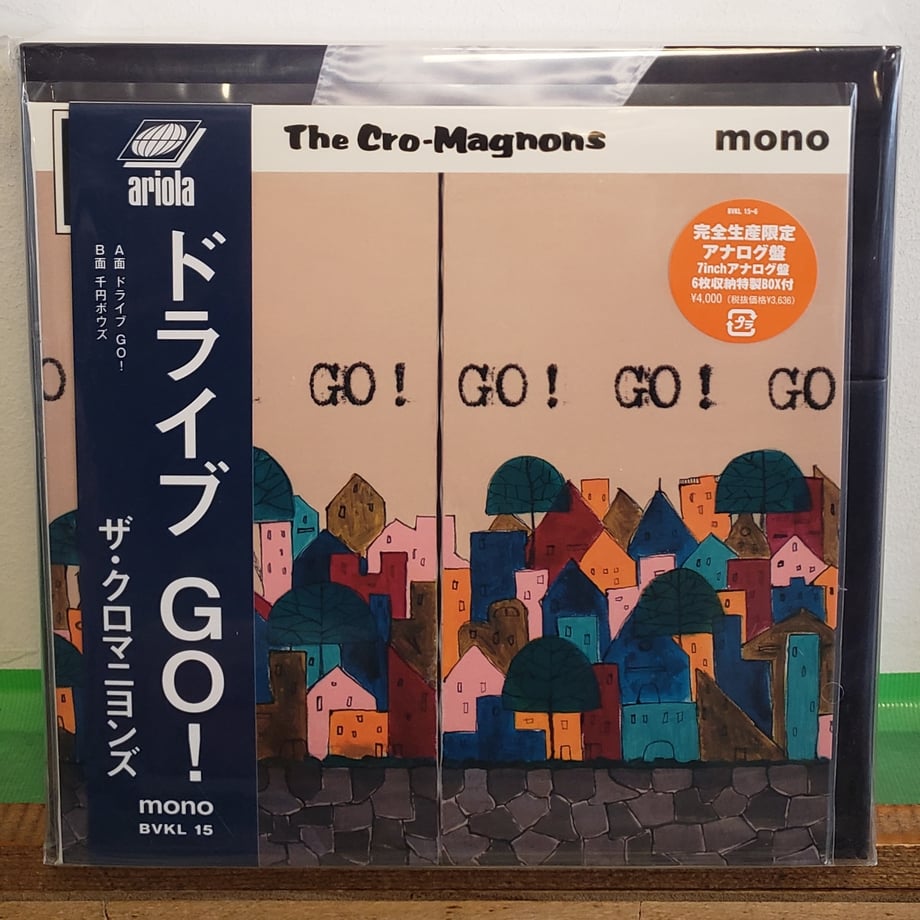 The Cro-Magnons
mono
ariola
ドライブ GO!
A面 ドライブ GO!
B面 千円ボウズ
ザ・クロマニヨンズ
mono
BVKL 15
BVKL 15~6
完全生産限定
アナログ盤
7inchアナログ盤
6枚収納特製BOX付
¥4,000(税抜価格¥3,636)
プラ
O GO! GO! GO! GO